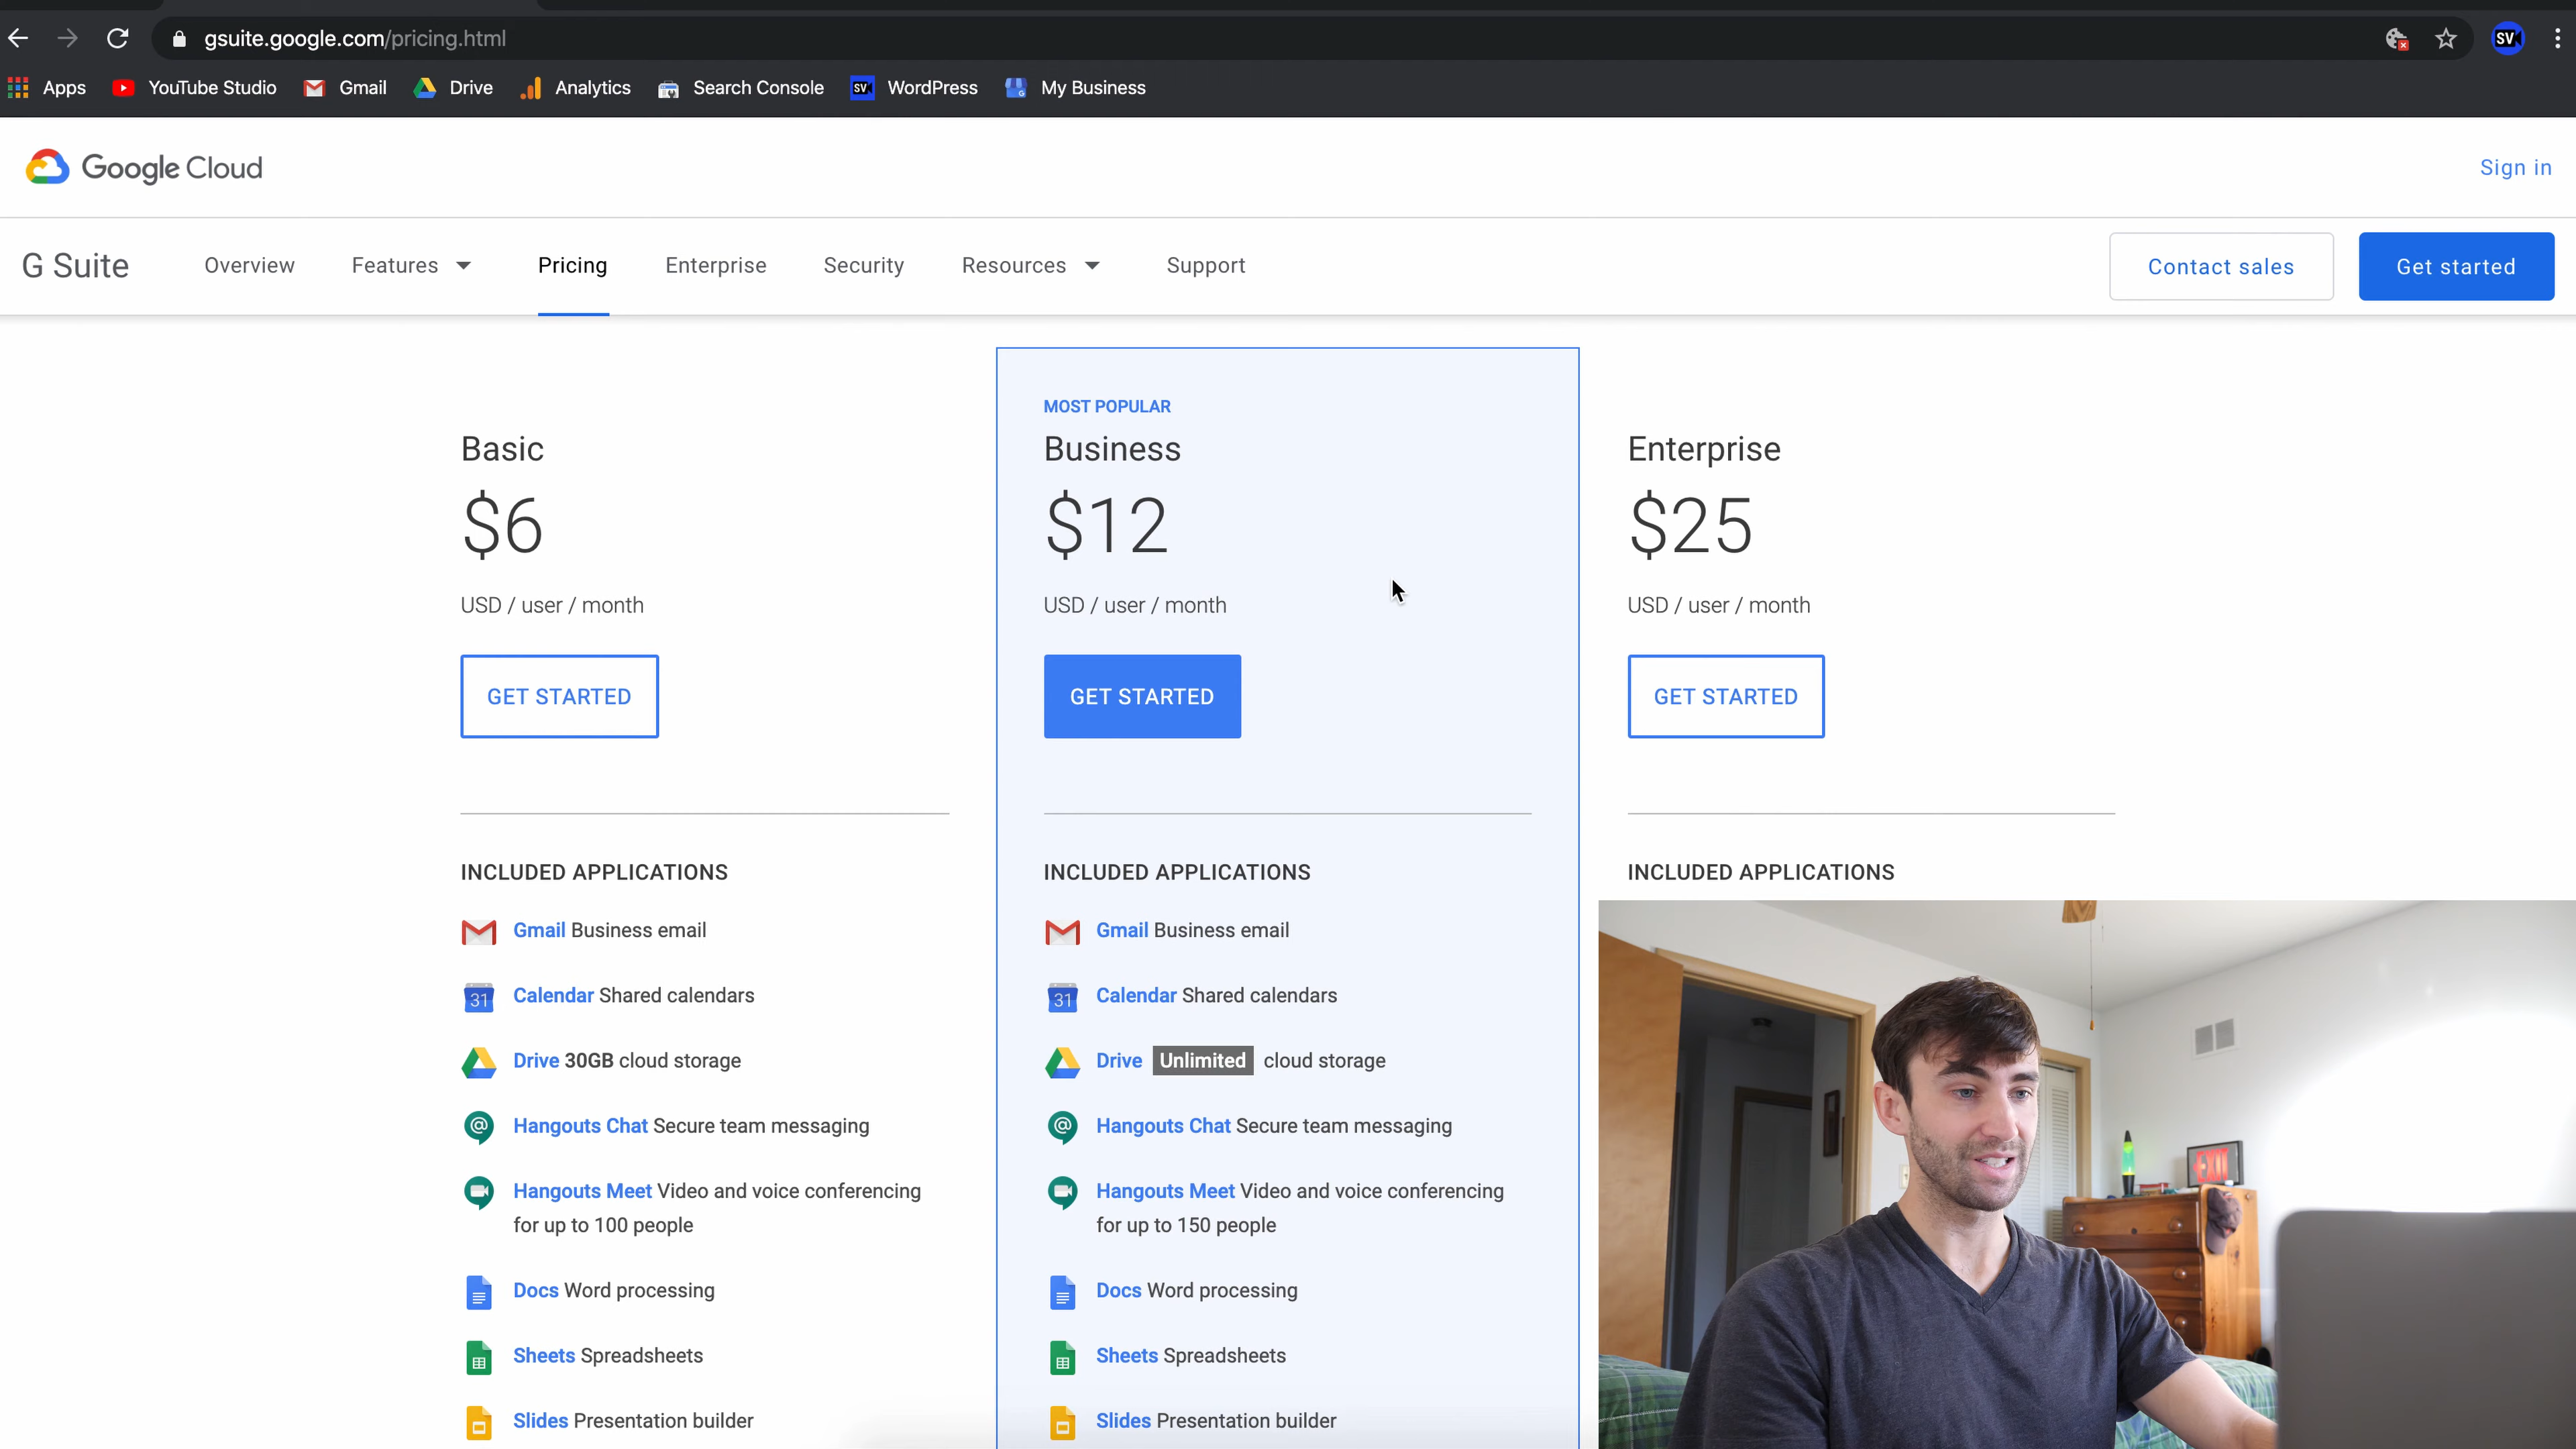 gsuite.google.com/pricing.html
SV
Apps
YouTube Studio
Gmail
Drive
Analytics
Search Console
SV
WordPress
My Business
Google Cloud
Sign in
G Suite
Overview
Features
Pricing
Enterprise
Security
Resources
Support
Contact sales
Get started
Basic
$6
USD / user / month
GET STARTED
INCLUDED APPLICATIONS
Gmail Business email
31
Calendar Shared calendars
Drive 30GB cloud storage
Hangouts Chat Secure team messaging
Hangouts Meet Video and voice conferencing
for up to 100 people
Docs Word processing
Sheets Spreadsheets
Slides Presentation builder
MOST POPULAR
Business
$12
USD / user / month
GET STARTED
INCLUDED APPLICATIONS
Gmail Business email
31
Calendar Shared calendars
Drive Unlimited cloud storage
Hangouts Chat Secure team messaging
Hangouts Meet Video and voice conferencing
for up to 150 people
Docs Word processing
Sheets Spreadsheets
Slides Presentation builder
Enterprise
$25
USD / user / month
GET STARTED
INCLUDED APPLICATIONS
EXIT